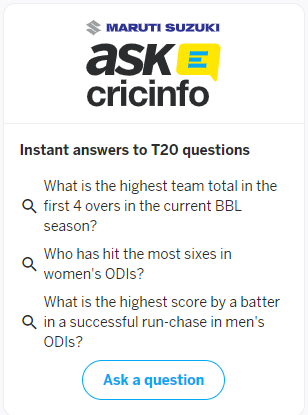 MARUTI SUZUKI
ask
cricinfo
Instant answers to T20 questions
What is the highest team total in the
first 4 overs in the current BBL
season?
Who has hit the most sixes in
women's ODIs?
What is the highest score by a batter
in a successful run-chase in men's
ODIs?
Ask a question